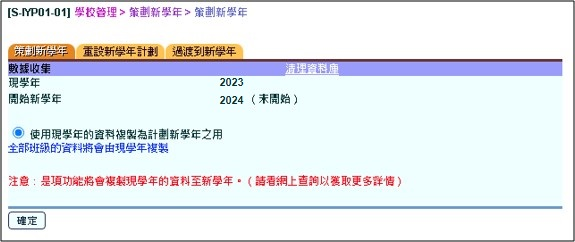 [S-IYP01-01] 學校管理 > 策劃新學年 > 策劃新學年
策劃新學年 重設新學年計劃 過渡到新學年
數據收集 清理資料庫
現學年 2023
開始新學年 2024 （未開始）
使用現學年的資料複製為計劃新學年之用
全部班級的資料將會由現學年複製
注意：是項功能將會複製現學年的資料至新學年。（請看網上查詢以獲取更多詳情）
確定